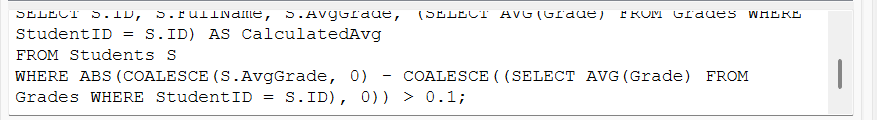 SELECT S.ID, S.FullName, S.AvgGrade, (SELECT AVG(Grade) FROM Grades WHERE
StudentID = S.ID) AS CalculatedAvg
FROM Students S
WHERE ABS(COALESCE(S.AvgGrade, 0) - COALESCE((SELECT AVG(Grade) FROM
Grades WHERE StudentID = S.ID), 0)) > 0.1;